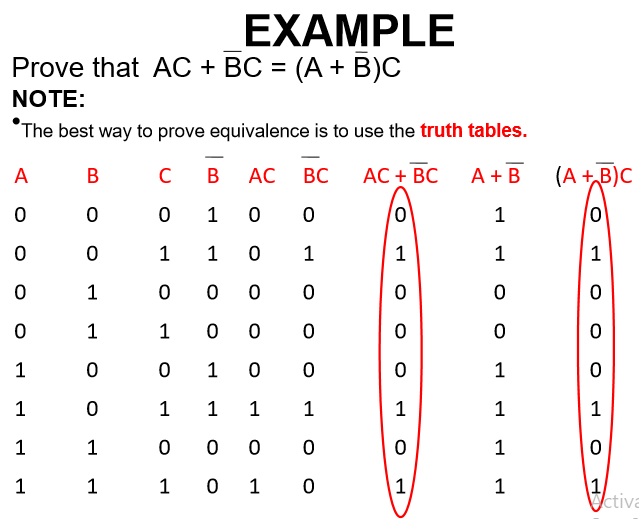 EXAMPLE
Prove that AC + B̅C = (A + B̅)C
NOTE:
•The best way to prove equivalence is to use the truth tables.
A B C B̅ AC B̅C AC + B̅C A + B̅ (A + B̅)C
0 0 0 1 0 0 0 1 0
0 0 1 1 0 1 1 1 1
0 1 0 0 0 0 0 0 0
0 1 1 0 0 0 0 0 0
1 0 0 1 0 0 0 1 0
1 0 1 1 1 1 1 1 1
1 1 0 0 0 0 0 1 0
1 1 1 0 1 0 1 1 1
Activa